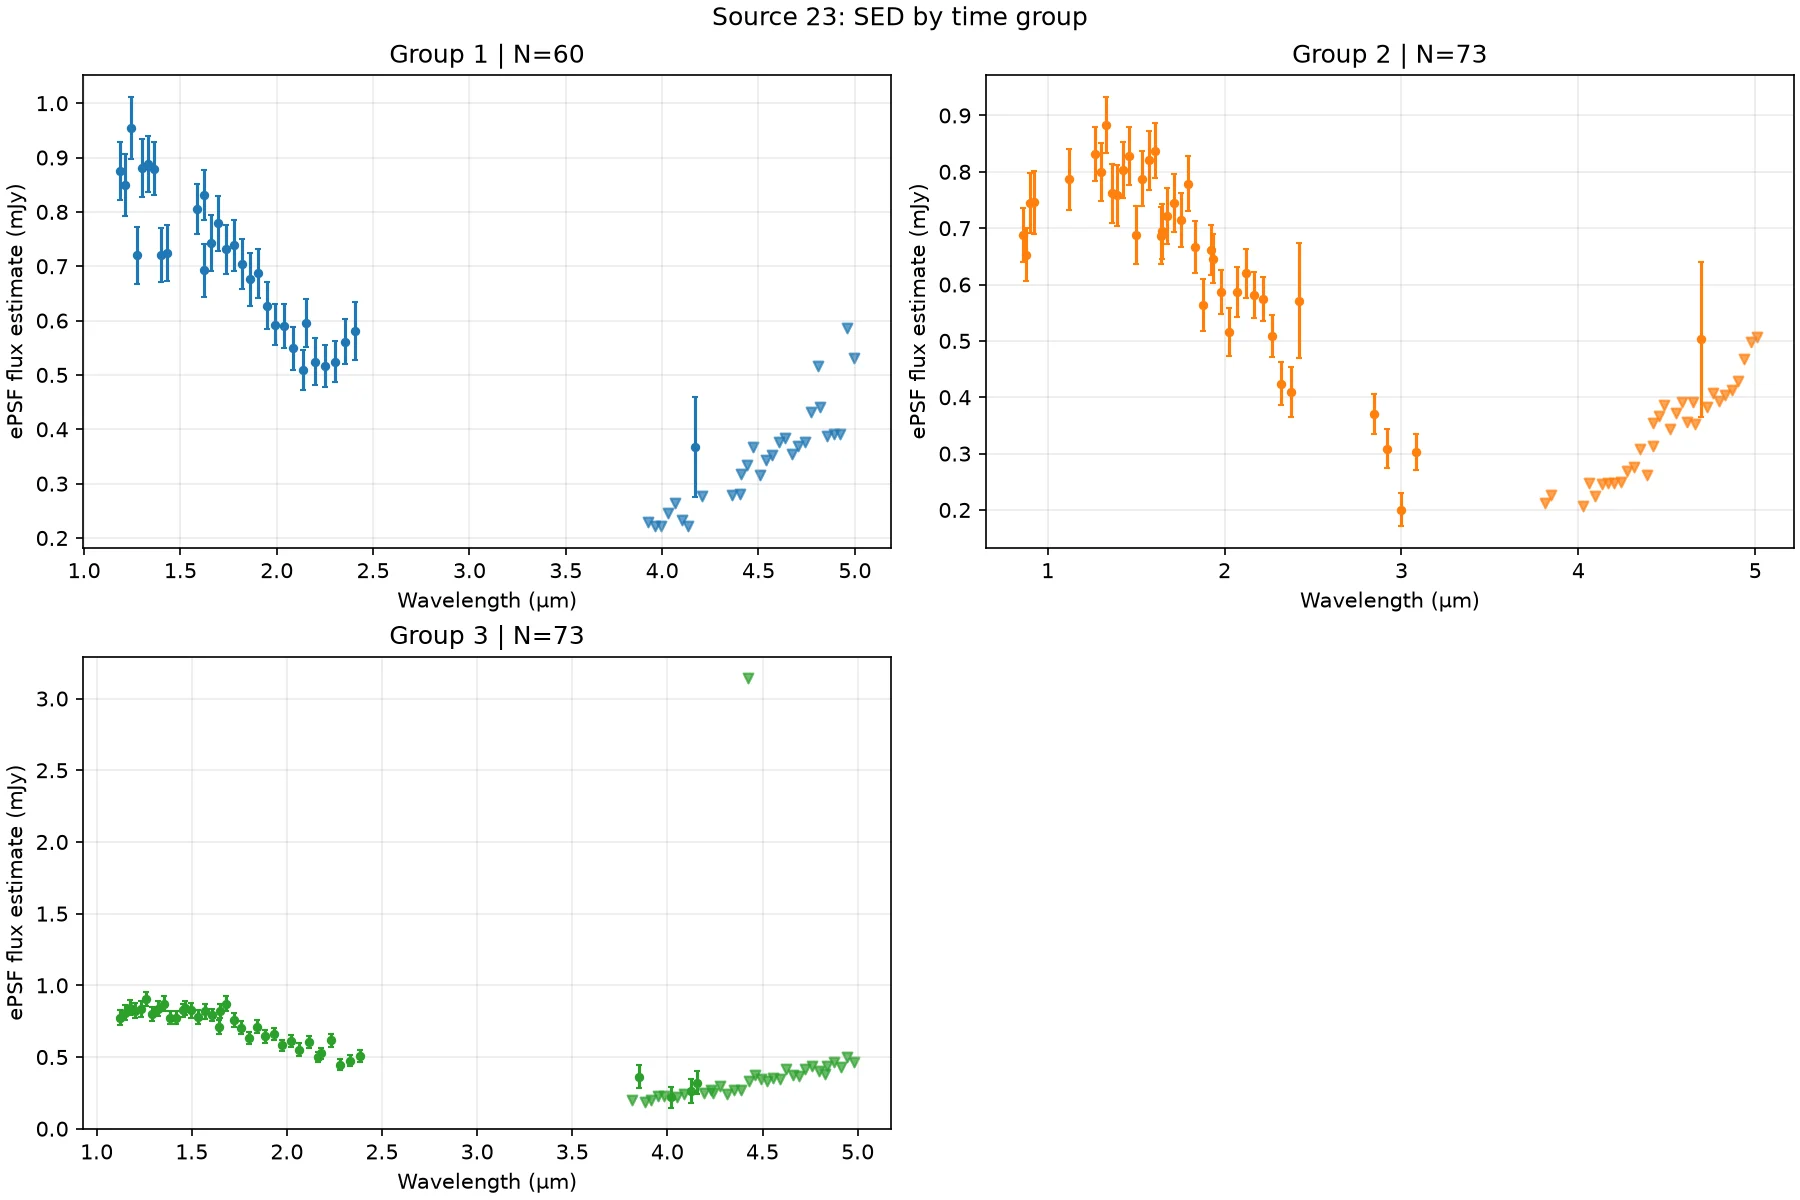 Source 23: SED by time group
Group 1 | N=60
ePSF flux estimate (mJy)
1.0
0.9
0.8
0.7
0.6
0.5
0.4
0.3
0.2
1.0 1.5 2.0 2.5 3.0 3.5 4.0 4.5 5.0
Wavelength (μm)
Group 2 | N=73
ePSF flux estimate (mJy)
0.9
0.8
0.7
0.6
0.5
0.4
0.3
0.2
1 2 3 4 5
Wavelength (μm)
Group 3 | N=73
ePSF flux estimate (mJy)
3.0
2.5
2.0
1.5
1.0
0.5
0.0
1.0 1.5 2.0 2.5 3.0 3.5 4.0 4.5 5.0
Wavelength (μm)